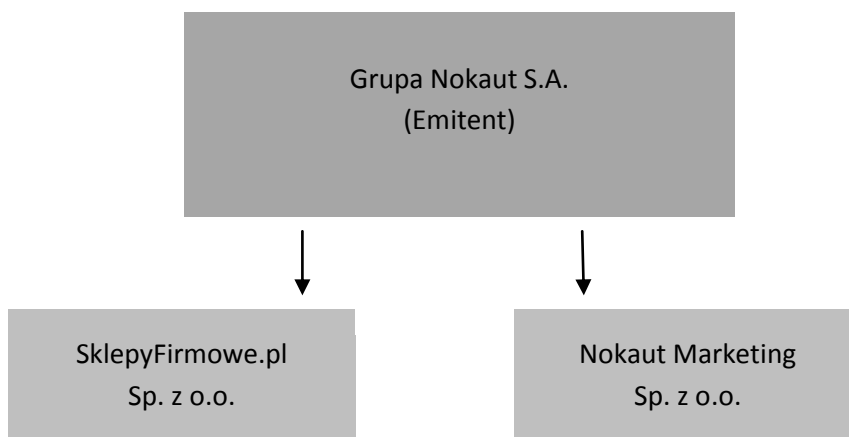 Grupa Nokaut S.A.
(Emitent)
SklepyFirmowe.pl
Sp. z o.o.
Nokaut Marketing
Sp. z o.o.